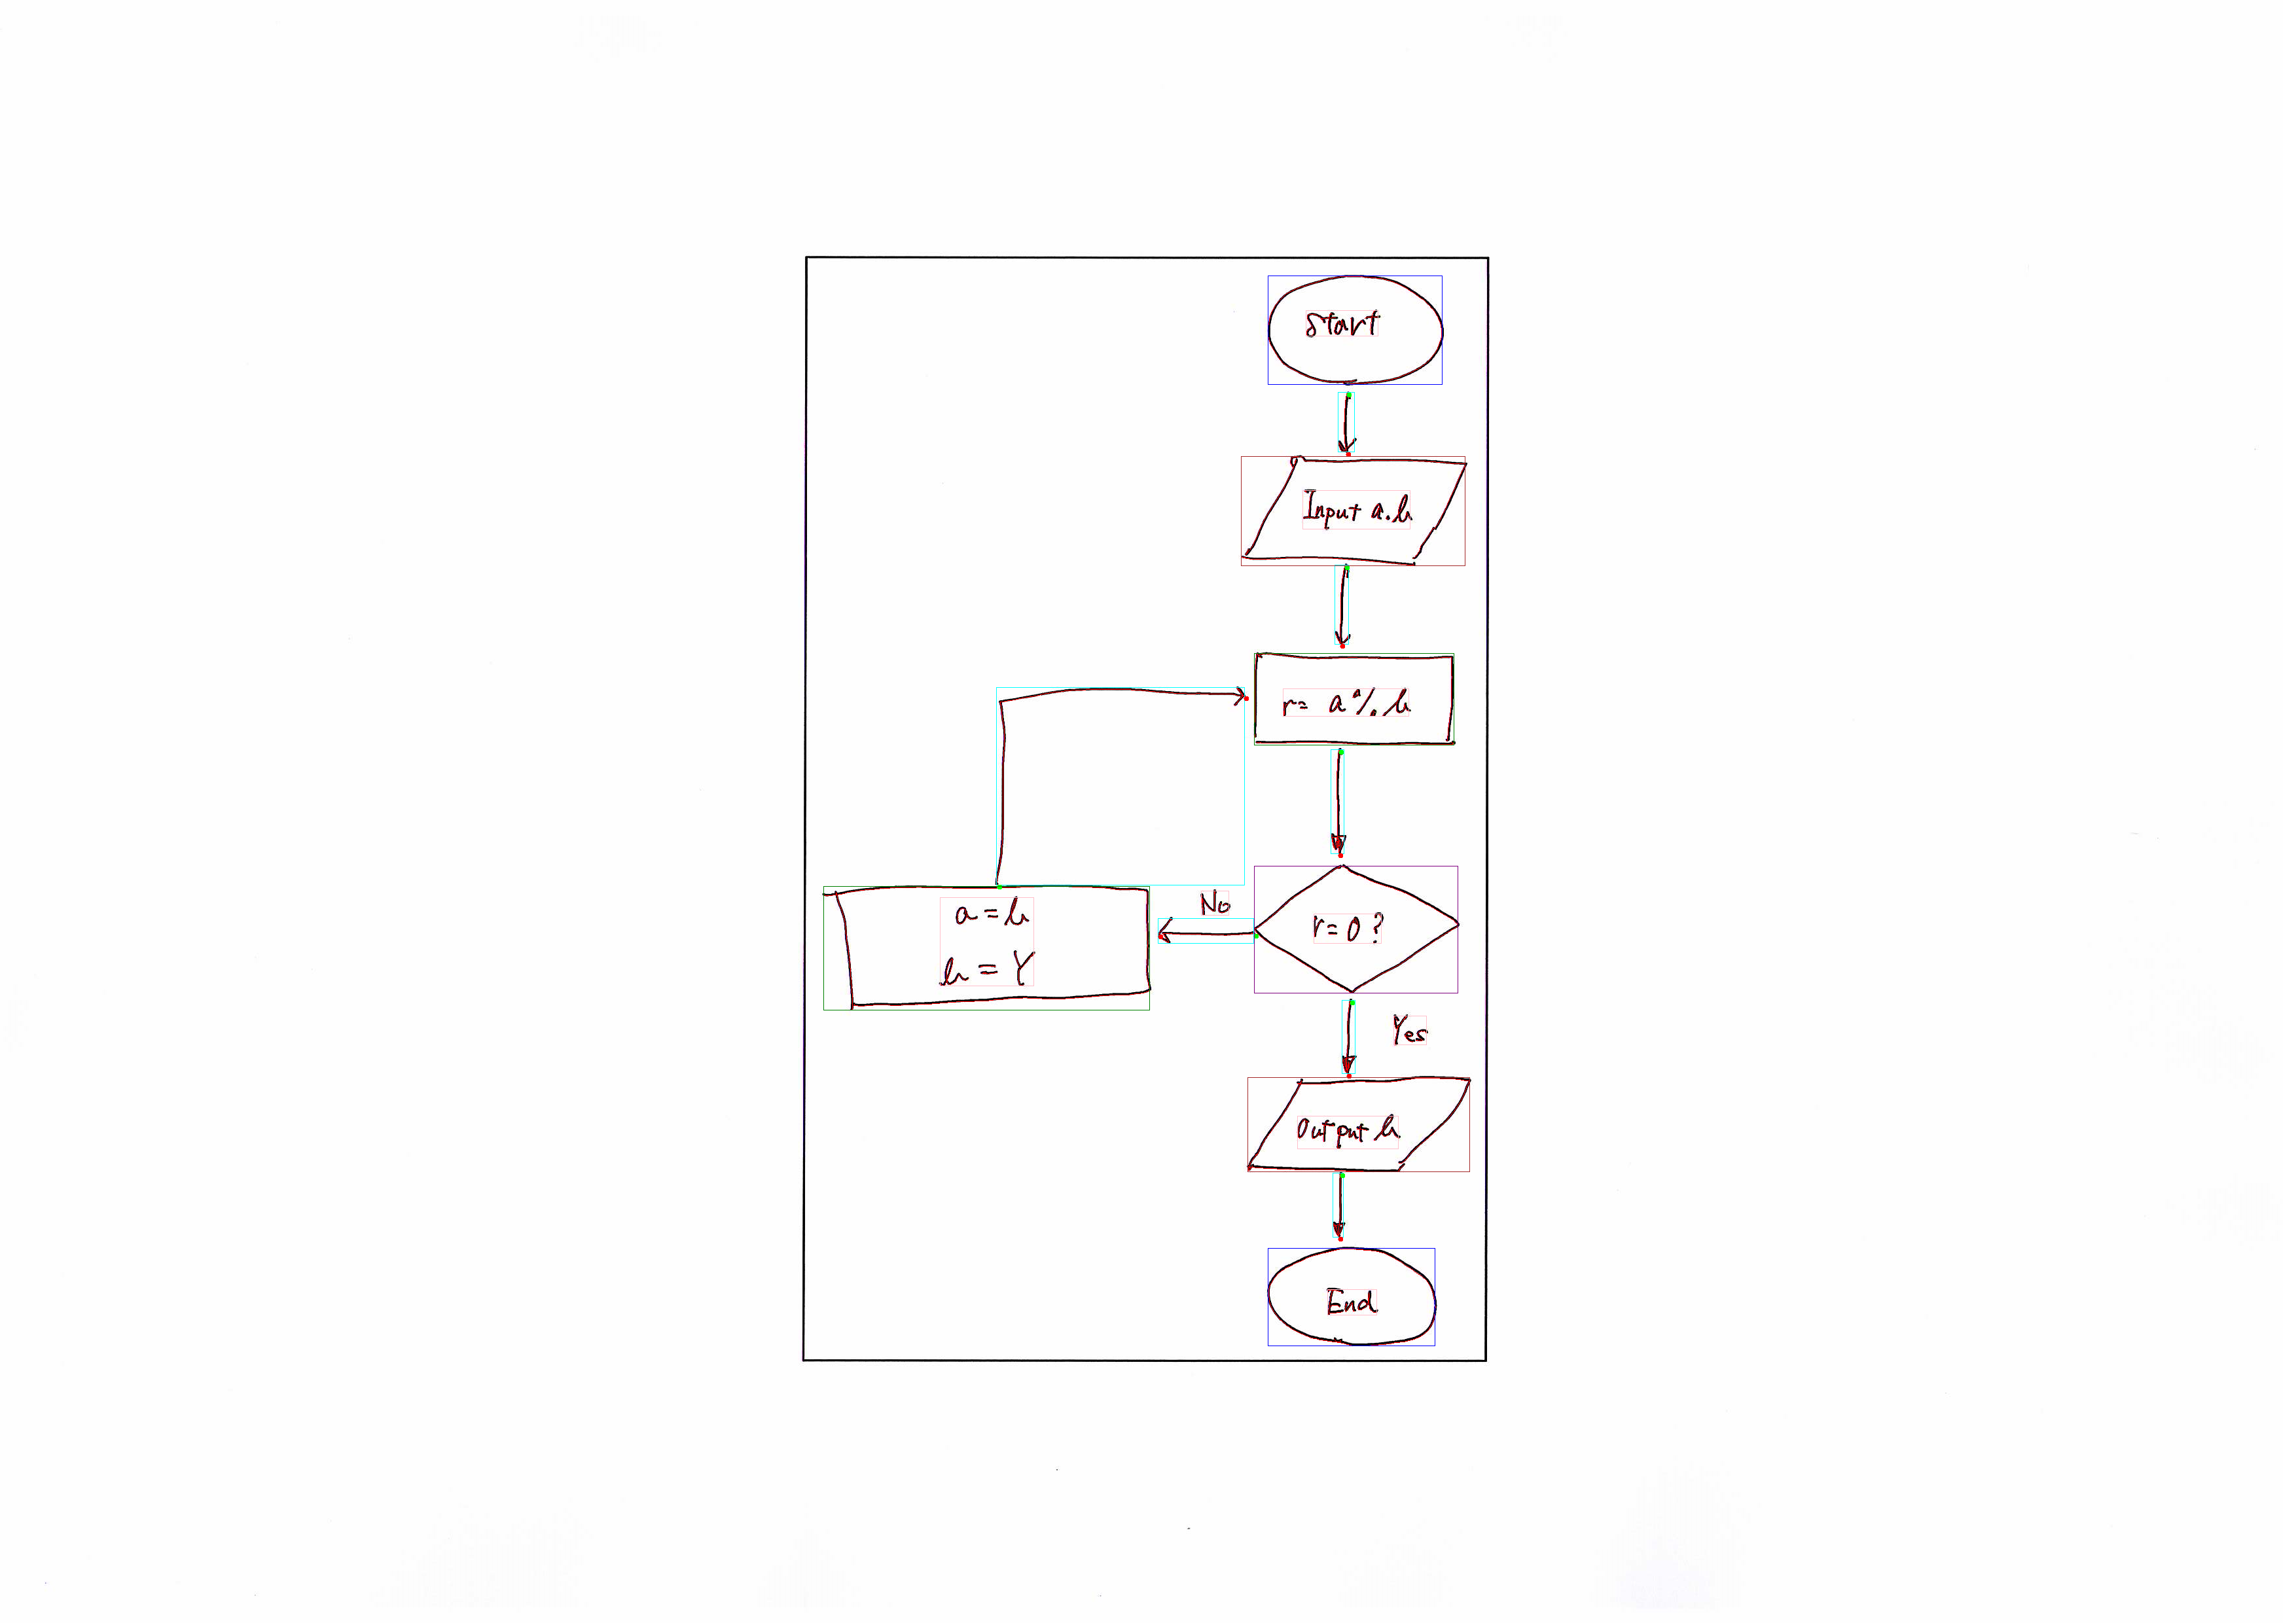 Start
Input a.b
r= a % b
No
r=0?
a=b
b=Y
Yes
Output b
End